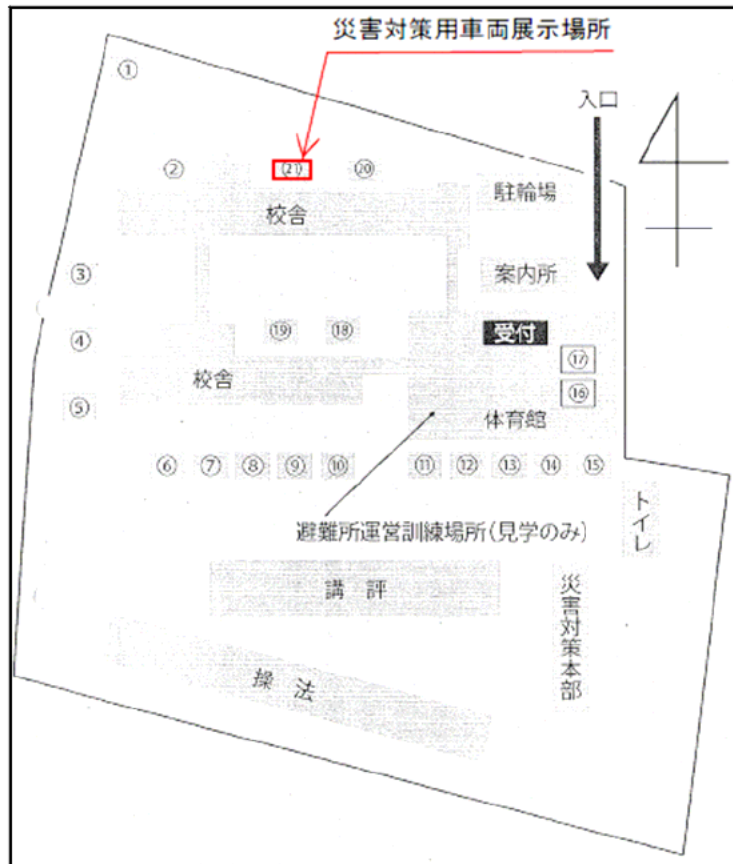 災害対策用車両展示場所
①
入口
②
(21)
⑳
駐輪場
校舎
③
案内所
⑲
⑱
受付
④
⑰
校舎
⑯
⑤
体育館
⑥
⑦
⑧
⑨
⑩
⑪
⑫
⑬
⑭
⑮
トイレ
避難所運営訓練場所(見学のみ)
講評
災害対策本部
操法